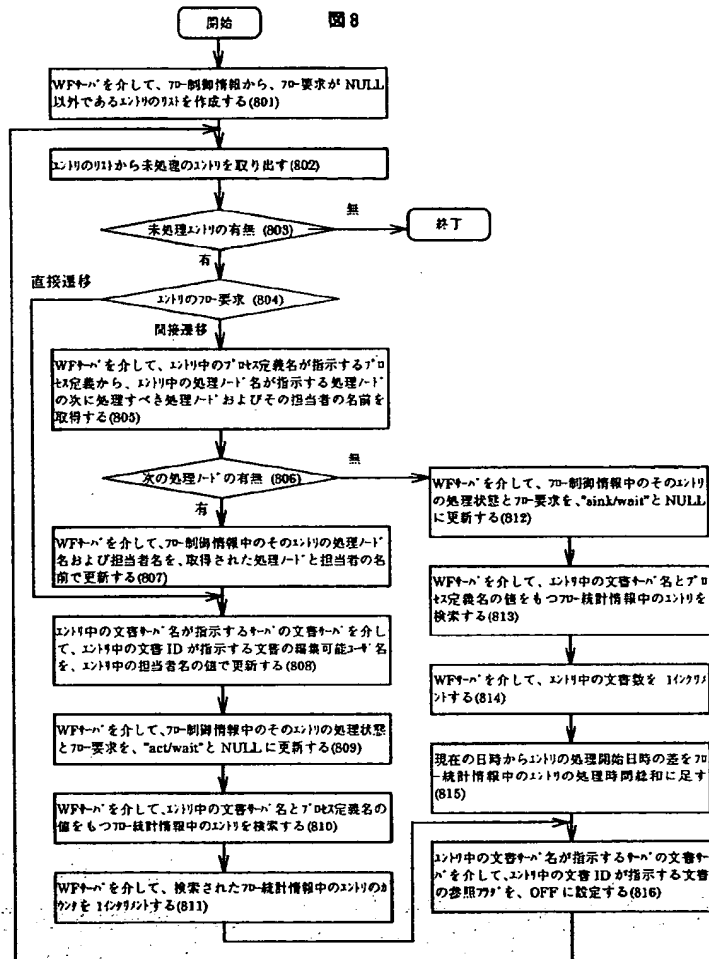 図8
開始
WFｻｰﾊﾞを介して、ﾌﾛｰ制御情報から、ﾌﾛｰ要求が NULL
以外であるｴﾝﾄﾘのﾘｽﾄを作成する(801)
ｴﾝﾄﾘのﾘｽﾄから未処理のｴﾝﾄﾘを取り出す(802)
未処理ｴﾝﾄﾘの有無 (803)
無
終了
有
直接遷移
ｴﾝﾄﾘのﾌﾛｰ要求 (804)
間接遷移
WFｻｰﾊﾞを介して、ｴﾝﾄﾘ中のﾌﾟﾛｾｽ定義名が指示するﾌﾟﾛ
ｾｽ定義から、ｴﾝﾄﾘ中の処理ﾉｰﾄﾞ名が指示する処理ﾉｰﾄﾞ
の次に処理すべき処理ﾉｰﾄﾞおよびその担当者の名前を
取得する(805)
次の処理ﾉｰﾄﾞの有無 (806)
無
有
WFｻｰﾊﾞを介して、ﾌﾛｰ制御情報中のそのｴﾝﾄﾘの処理ﾉｰﾄﾞ
名および担当者名を、取得された処理ﾉｰﾄﾞと担当者の名
前で更新する(807)
ｴﾝﾄﾘ中の文書ｻｰﾊﾞ名が指示するｻｰﾊﾞの文書ｻｰﾊﾞを介し
て、ｴﾝﾄﾘ中の文書 ID が指示する文書の編集可能ﾕｰｻﾞ名
を、ｴﾝﾄﾘ中の担当者名の値で更新する(808)
WFｻｰﾊﾞを介して、ﾌﾛｰ制御情報中のそのｴﾝﾄﾘの処理状態
とﾌﾛｰ要求を、"act/wait"と NULL に更新する(809)
WFｻｰﾊﾞを介して、ｴﾝﾄﾘ中の文書ｻｰﾊﾞ名とﾌﾟﾛｾｽ定義名の
値をもつﾌﾛｰ統計情報中のｴﾝﾄﾘを検索する(810)
WFｻｰﾊﾞを介して、検索されたﾌﾛｰ統計情報中のｴﾝﾄﾘのｶ
ｳﾝﾀを 1ｲﾝｸﾘﾒﾝﾄする(811)
WFｻｰﾊﾞを介して、ﾌﾛｰ制御情報中のそのｴﾝﾄﾘ
の処理状態とﾌﾛｰ要求を、"sink/wait"と NULL
に更新する(812)
WFｻｰﾊﾞを介して、ｴﾝﾄﾘ中の文書ｻｰﾊﾞ名とﾌﾟﾛ
ｾｽ定義名の値をもつﾌﾛｰ統計情報中のｴﾝﾄﾘを
検索する(813)
WFｻｰﾊﾞを介して、ｴﾝﾄﾘ中の文書数を 1ｲﾝｸﾘﾒ
ﾝﾄする(814)
現在の日時からｴﾝﾄﾘの処理開始日時の差をﾌﾛ
ｰ統計情報中のｴﾝﾄﾘの処理時間総和に足す
(815)
ｴﾝﾄﾘ中の文書ｻｰﾊﾞ名が指示するｻｰﾊﾞの文書ｻｰ
ﾊﾞを介して、ｴﾝﾄﾘ中の文書 ID が指示する文書
の参照ﾌﾗｸﾞを、OFF に設定する(816)